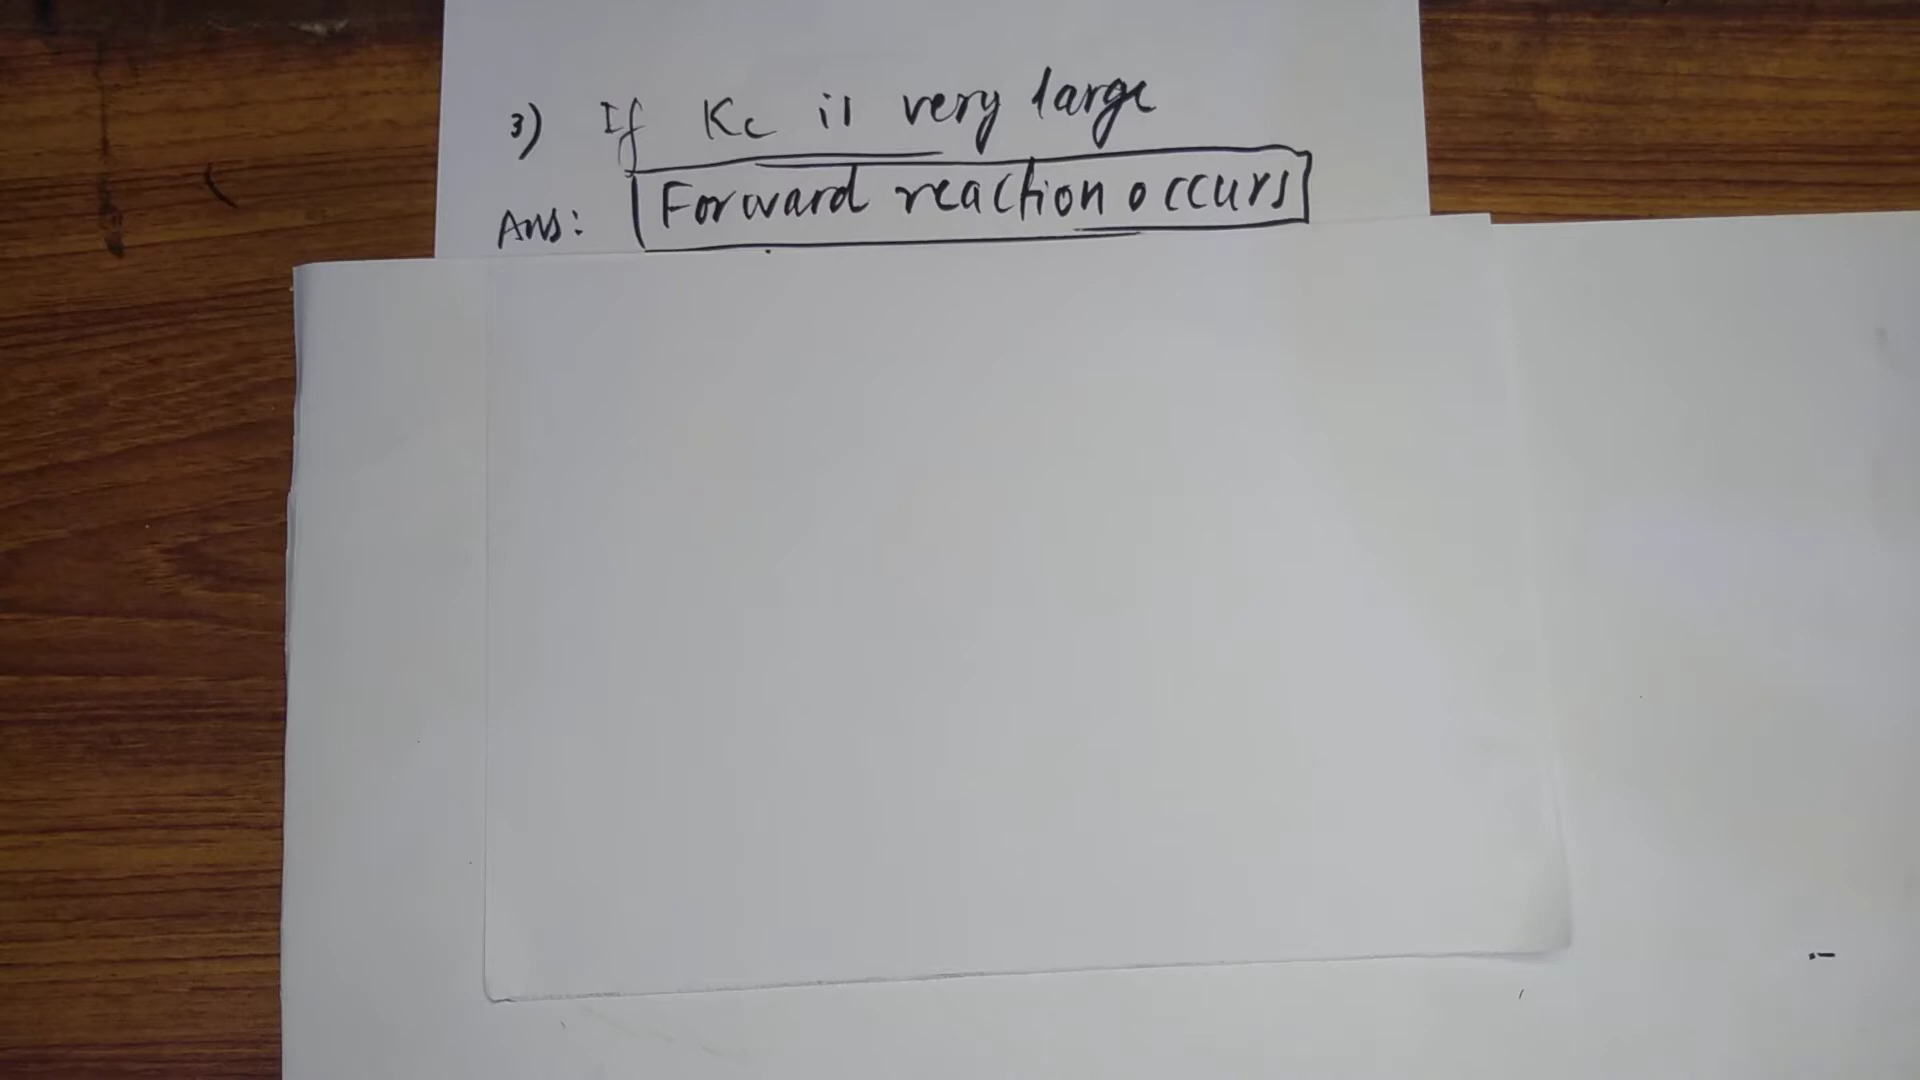 3) If Kc is very large
Ans: Forward reaction occurs